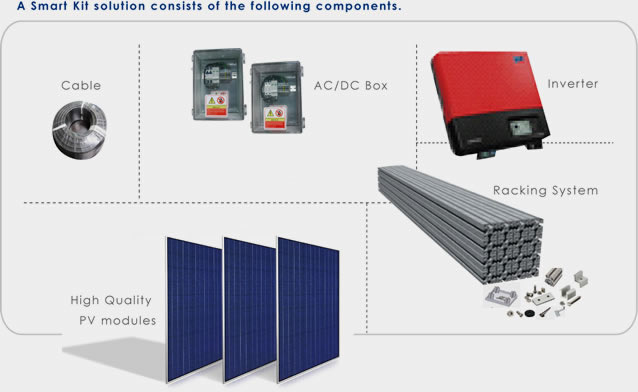 A Smart Kit solution consists of the following components.
Cable
AC/DC Box
Inverter
Racking System
High Quality
PV modules